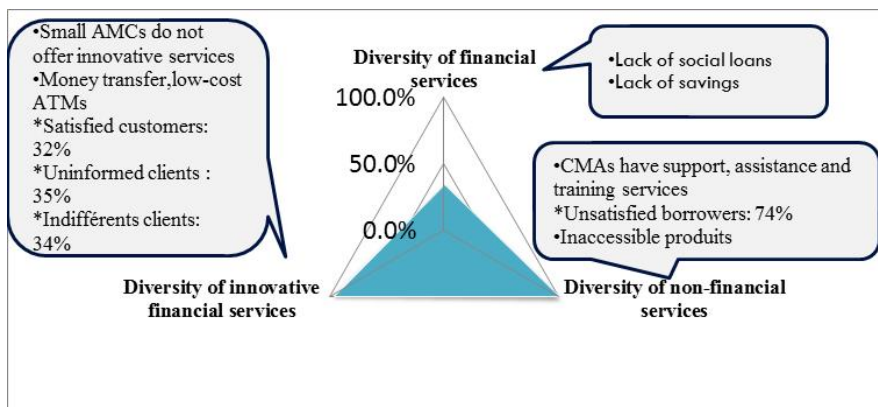 •Small AMCs do not
offer innovative services
•Money transfer,low-cost
ATMs
*Satisfied customers:
32%
*Uninformed clients :
35%
*Indifférents clients:
34%
Diversity of financial
services
•Lack of social loans
•Lack of savings
100.0%
50.0%
0.0%
•CMAs have support, assistance and
training services
*Unsatisfied borrowers: 74%
•Inaccessible produits
Diversity of innovative
financial services
Diversity of non-financial
services